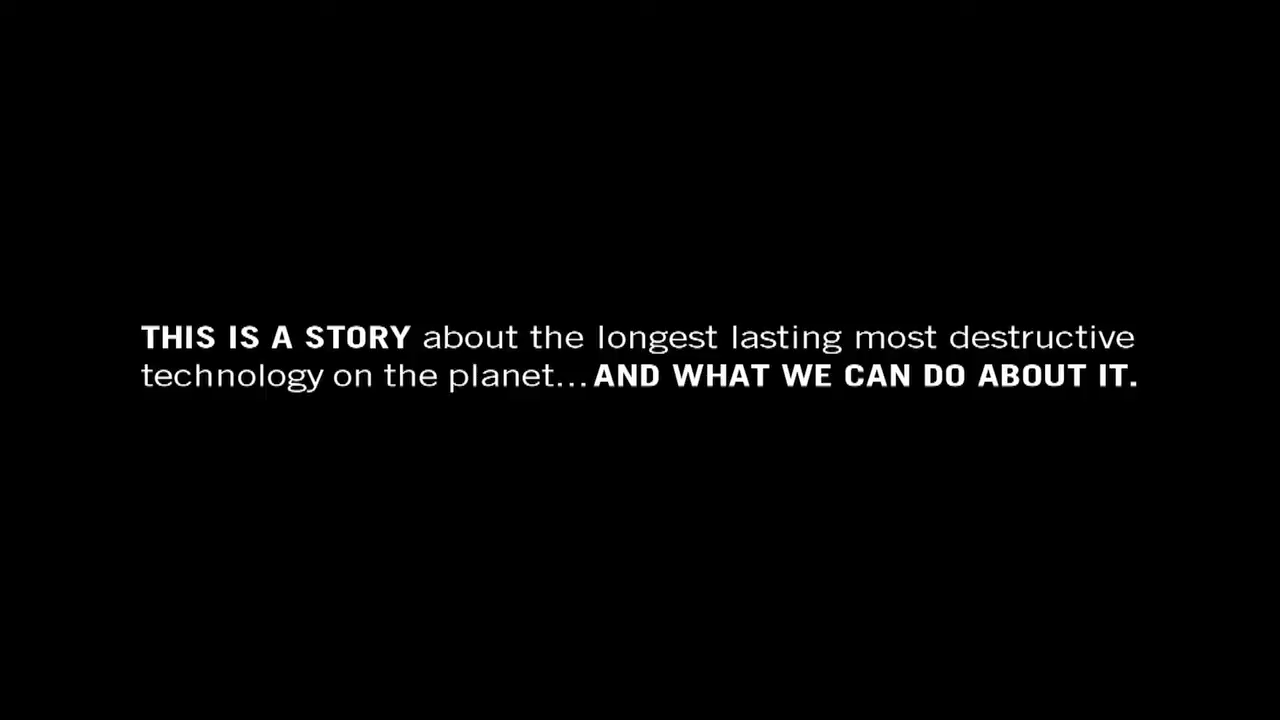 THIS IS A STORY about the longest lasting most destructive
technology on the planet...AND WHAT WE CAN DO ABOUT IT.